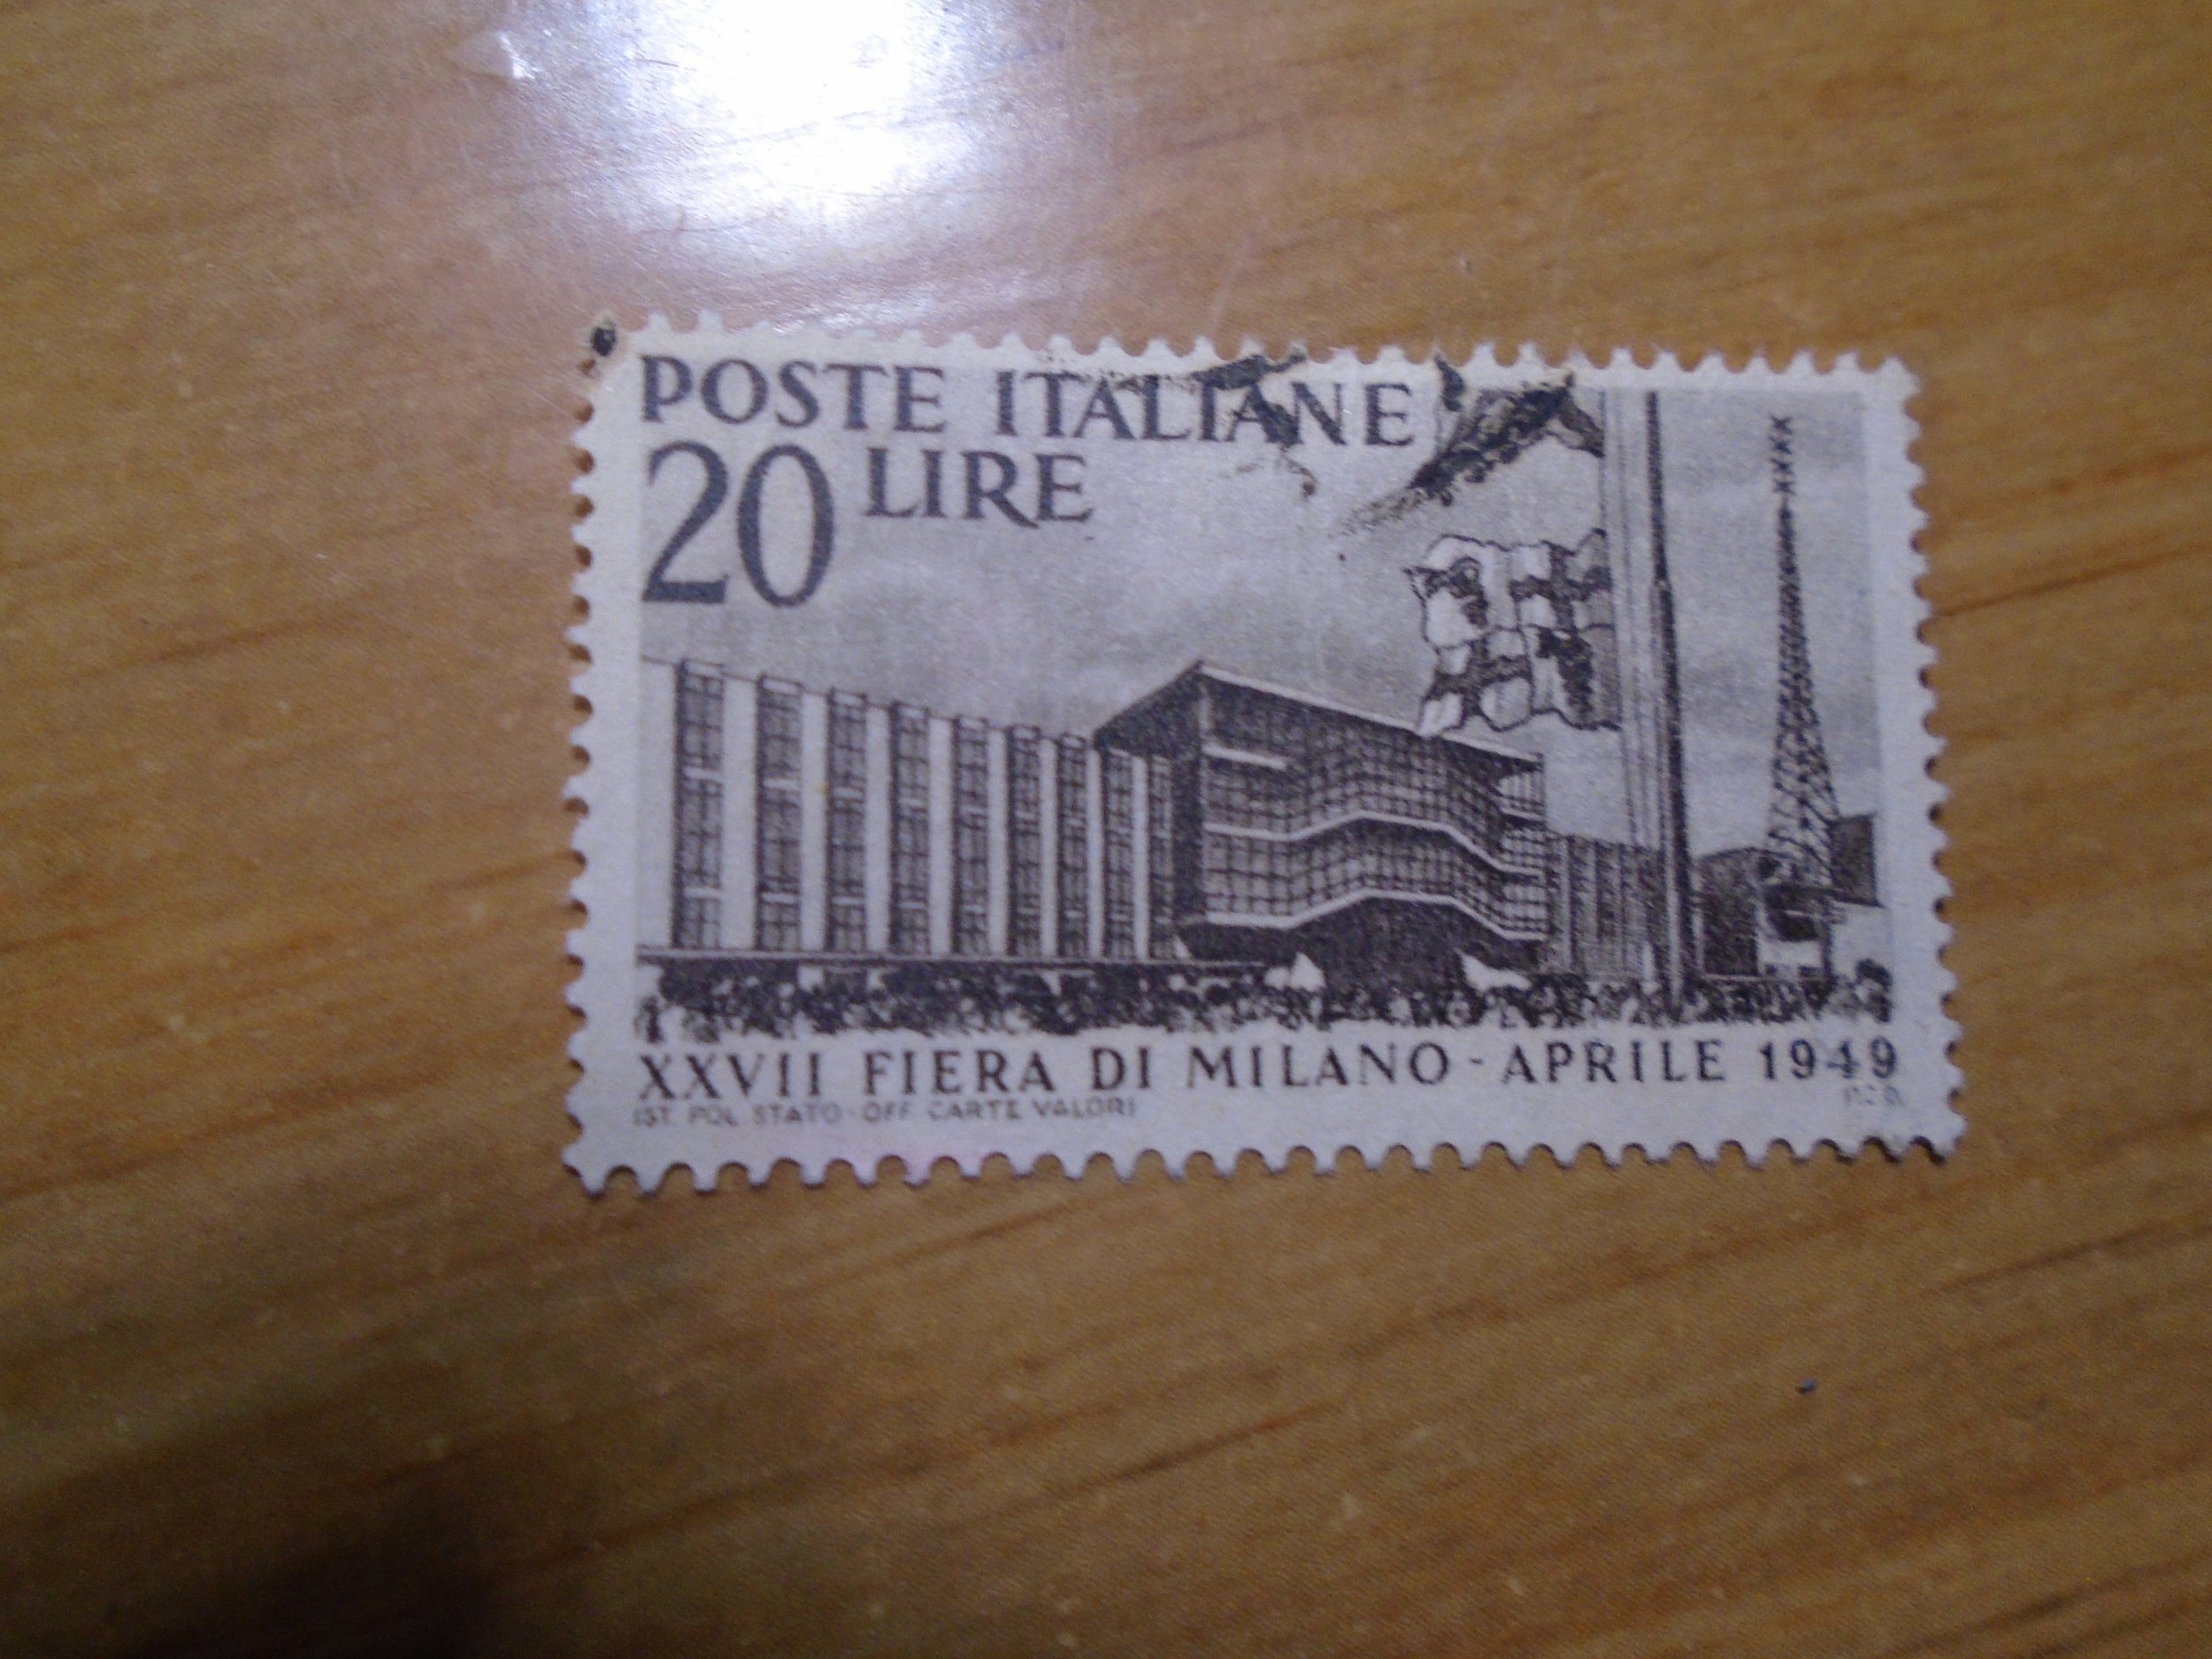 POSTE ITALIANE
20 LIRE
XXVII FIERA DI MILANO - APRILE 1949
IST. POL. STATO - OFF. CARTE VALORI